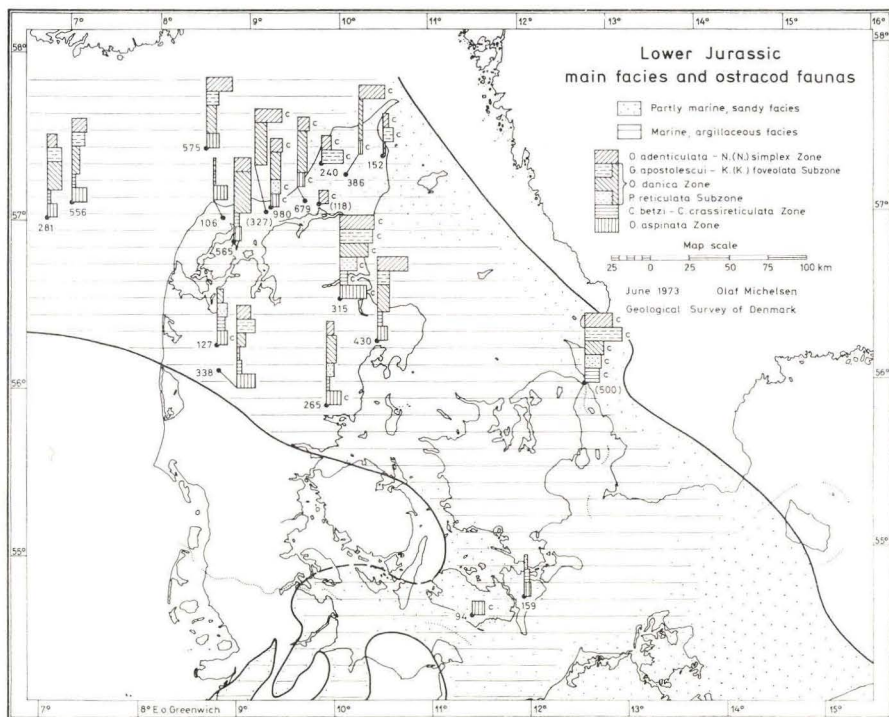 7° 8° 9° 10° 11° 12° 13° 14° 15° 16°
58° 58°
Lower Jurassic
main facies and ostracod faunas
Partly marine, sandy facies
Marine, argillaceous facies
O. adenticulata – N.(N.) simplex Zone
G. apostolescui – K.(K.) foveolata Subzone
O. danica Zone
P. reticulata Subzone
C. betzi – C. crassireticulata Zone
O. aspinata Zone
Map scale
25 0 25 50 75 100 km
June 1973 Olaf Michelsen
Geological Survey of Denmark
575 C
240 C C
386 C
152 C C
281
556
106
(327)
980 C C
679 C
(118) C
57° 57°
565
315 C C C C
430 C
127 C
338
265 C
(500) C C C C
56° 56°
55° 55°
94 C
159
7° 8° E. o. Greenwich 9° 10° 11° 12° 13° 14° 15°